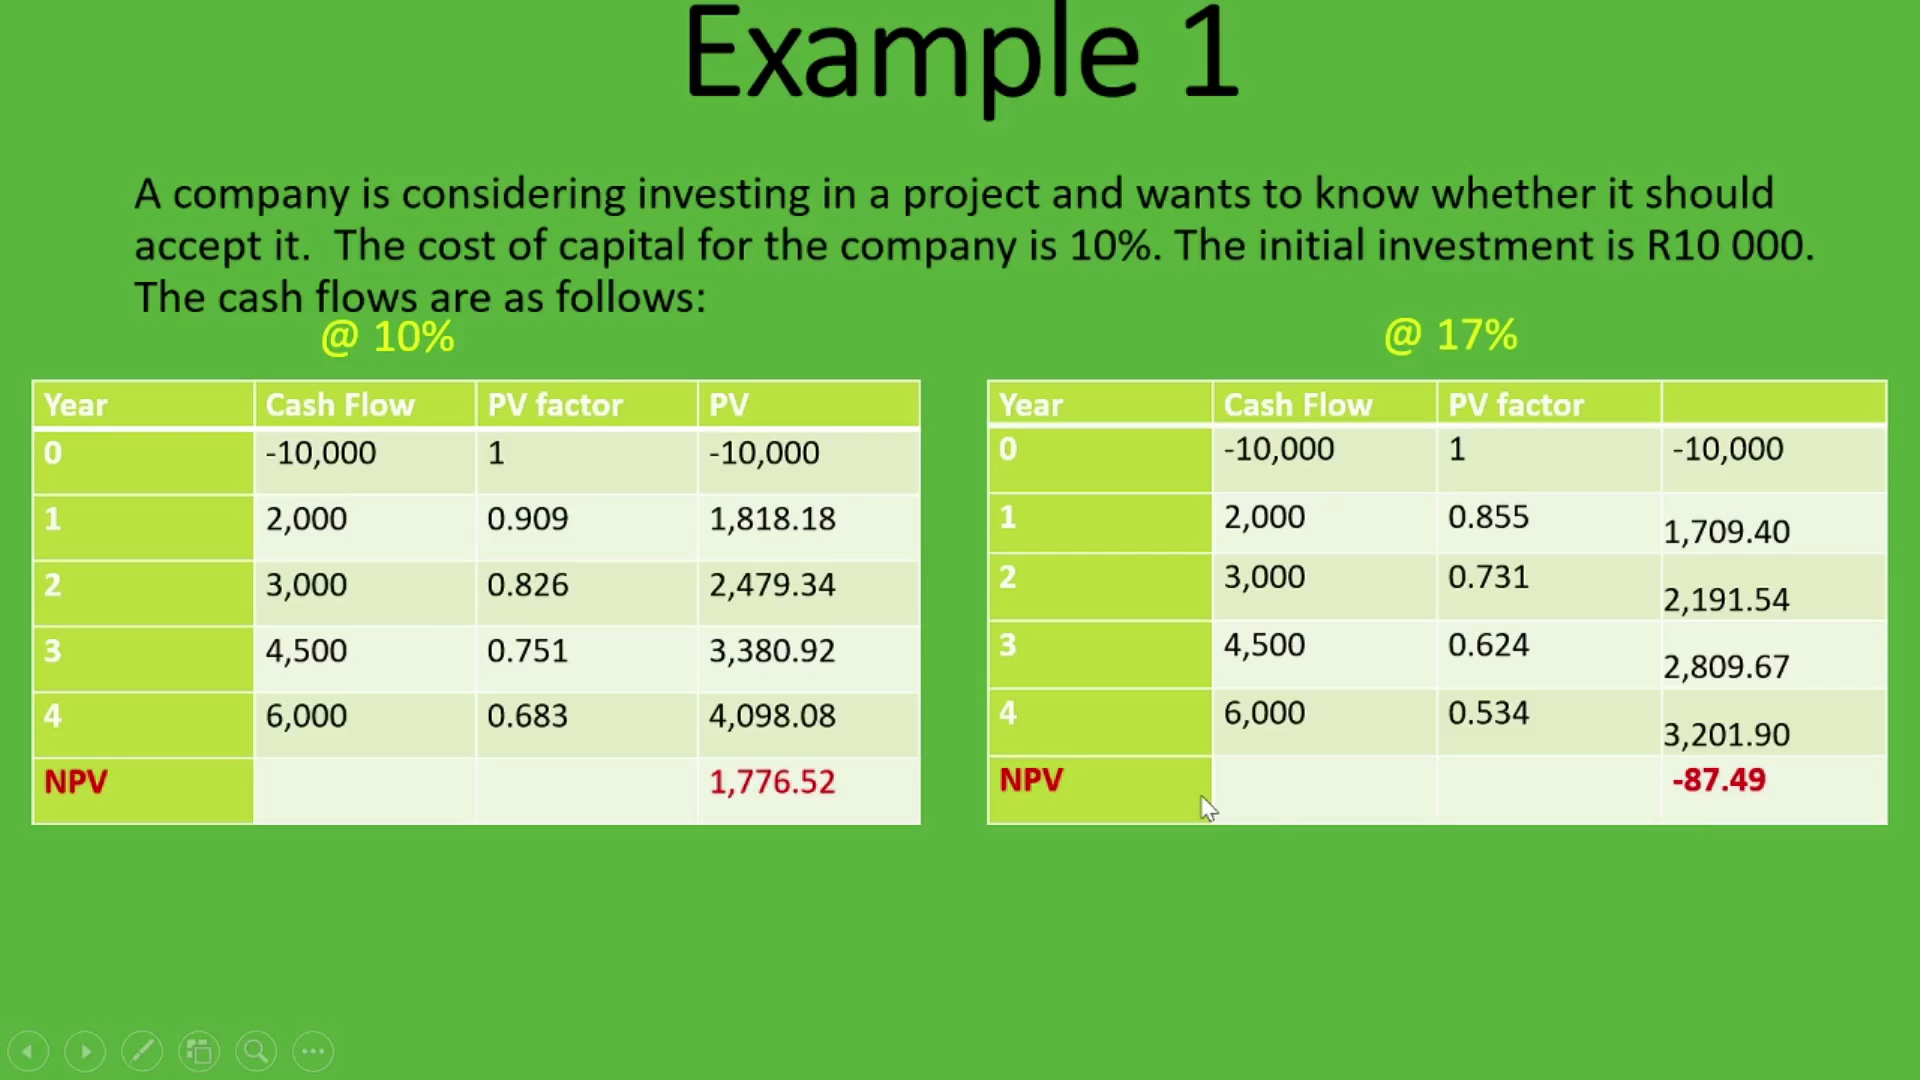 Example 1
A company is considering investing in a project and wants to know whether it should
accept it. The cost of capital for the company is 10%. The initial investment is R10 000.
The cash flows are as follows:
@ 10%
Year Cash Flow PV factor PV
0 -10,000 1 -10,000
1 2,000 0.909 1,818.18
2 3,000 0.826 2,479.34
3 4,500 0.751 3,380.92
4 6,000 0.683 4,098.08
NPV 1,776.52
@ 17%
Year Cash Flow PV factor
0 -10,000 1 -10,000
1 2,000 0.855 1,709.40
2 3,000 0.731 2,191.54
3 4,500 0.624 2,809.67
4 6,000 0.534 3,201.90
NPV -87.49